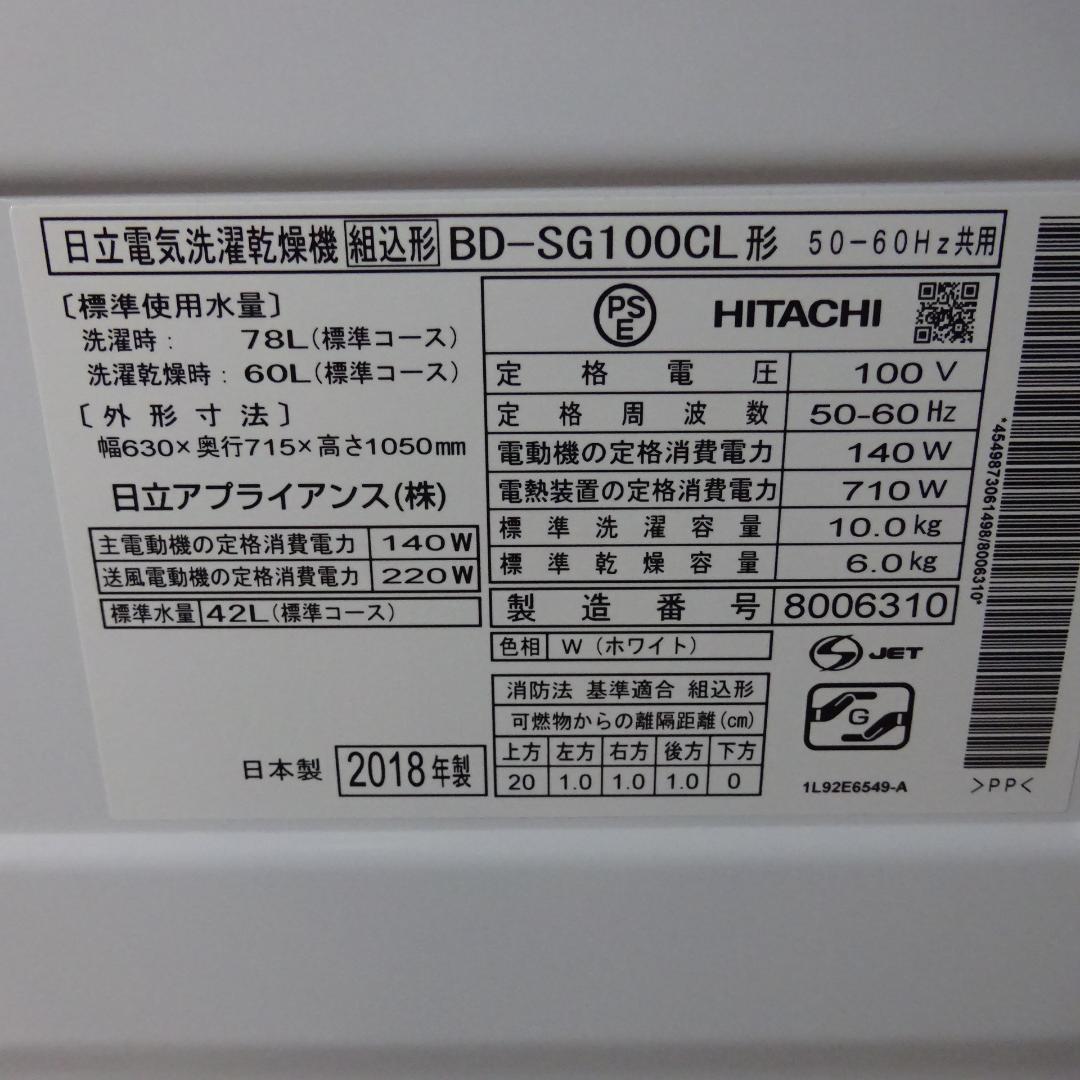 日立電気洗濯乾燥機 組込形 BD-SG100CL形 50-60Hz共用
〔標準使用水量〕
洗濯時: 78L(標準コース)
洗濯乾燥時: 60L(標準コース)
〔外形寸法〕
幅630×奥行715×高さ1050mm
日立アプライアンス(株)
主電動機の定格消費電力 140W
送風電動機の定格消費電力 220W
標準水量 42L(標準コース)
日本製 2018年製
PSE HITACHI
定格電圧 100V
定格周波数 50-60Hz
電動機の定格消費電力 140W
電熱装置の定格消費電力 710W
標準洗濯容量 10.0kg
標準乾燥容量 6.0kg
製造番号 8006310
色相 W(ホワイト)
消防法 基準適合 組込形
可燃物からの離隔距離(cm)
上方 左方 右方 後方 下方
20 1.0 1.0 1.0 0
S JET
G
1L92E6549-A
>PP<
*4549873061498/8006310*